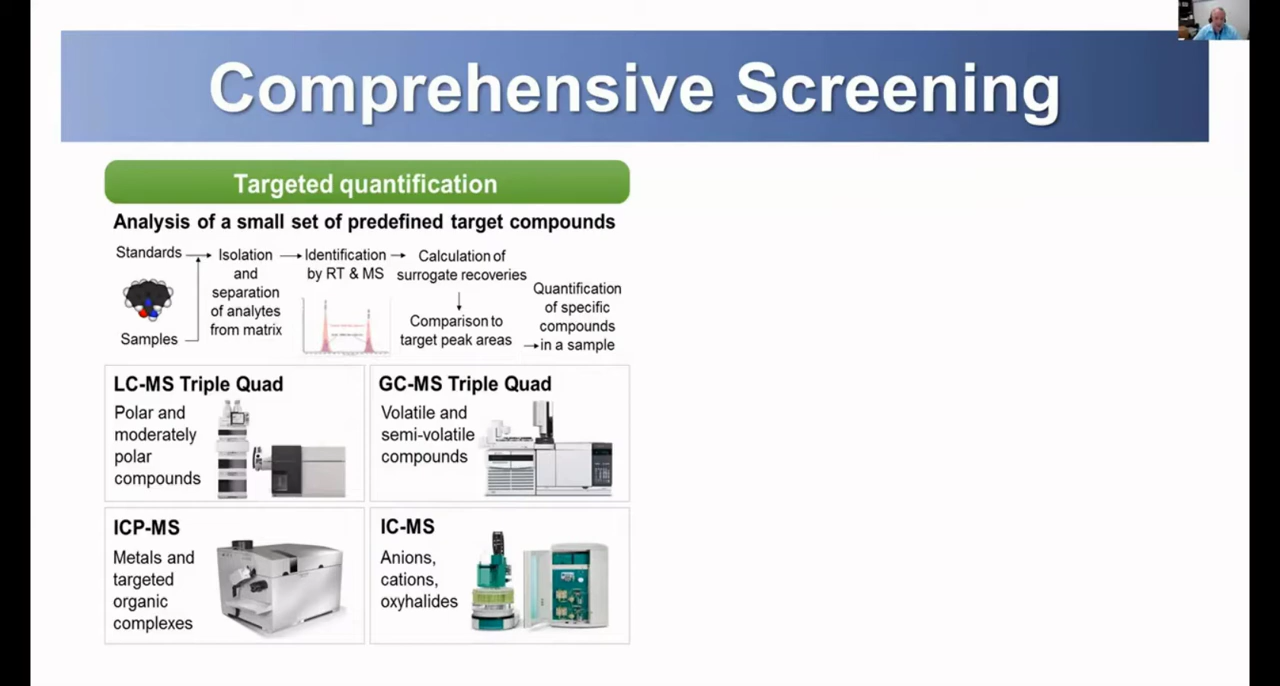 Comprehensive Screening
Targeted quantification
Analysis of a small set of predefined target compounds
Standards
Samples
Isolation
and
separation
of analytes
from matrix
Identification
by RT & MS
Calculation of
surrogate recoveries
Comparison to
target peak areas
Quantification
of specific
compounds
in a sample
LC-MS Triple Quad
Polar and
moderately
polar
compounds
GC-MS Triple Quad
Volatile and
semi-volatile
compounds
ICP-MS
Metals and
targeted
organic
complexes
IC-MS
Anions,
cations,
oxyhalides